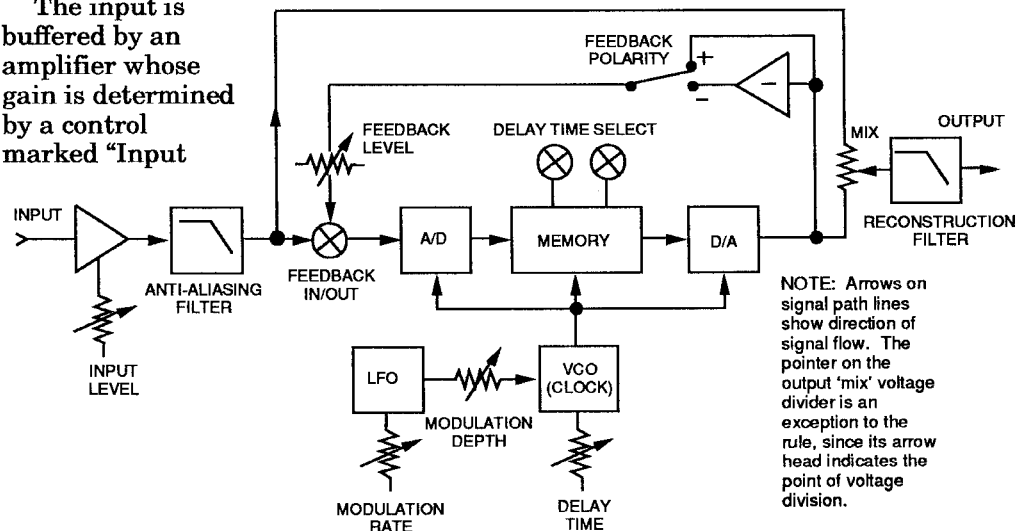 The input is
buffered by an
amplifier whose
gain is determined
by a control
marked “Input
FEEDBACK
POLARITY
+
−
−
FEEDBACK
LEVEL
DELAY TIME SELECT
MIX
OUTPUT
INPUT
A/D
MEMORY
D/A
RECONSTRUCTION
FILTER
ANTI-ALIASING
FILTER
FEEDBACK
IN/OUT
INPUT
LEVEL
LFO
VCO
(CLOCK)
MODULATION
DEPTH
MODULATION
RATE
DELAY
TIME
NOTE: Arrows on
signal path lines
show direction of
signal flow. The
pointer on the
output ‘mix’ voltage
divider is an
exception to the
rule, since its arrow
head indicates the
point of voltage
division.